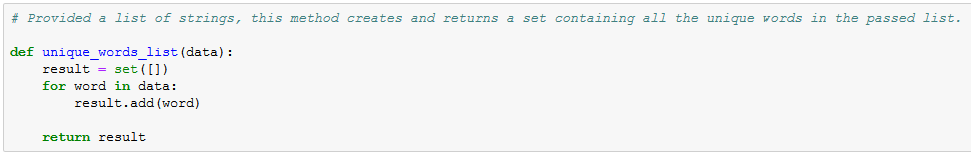 # Provided a list of strings, this method creates and returns a set containing all the unique words in the passed list.
def unique_words_list(data):
    result = set([])
    for word in data:
        result.add(word)
    return result